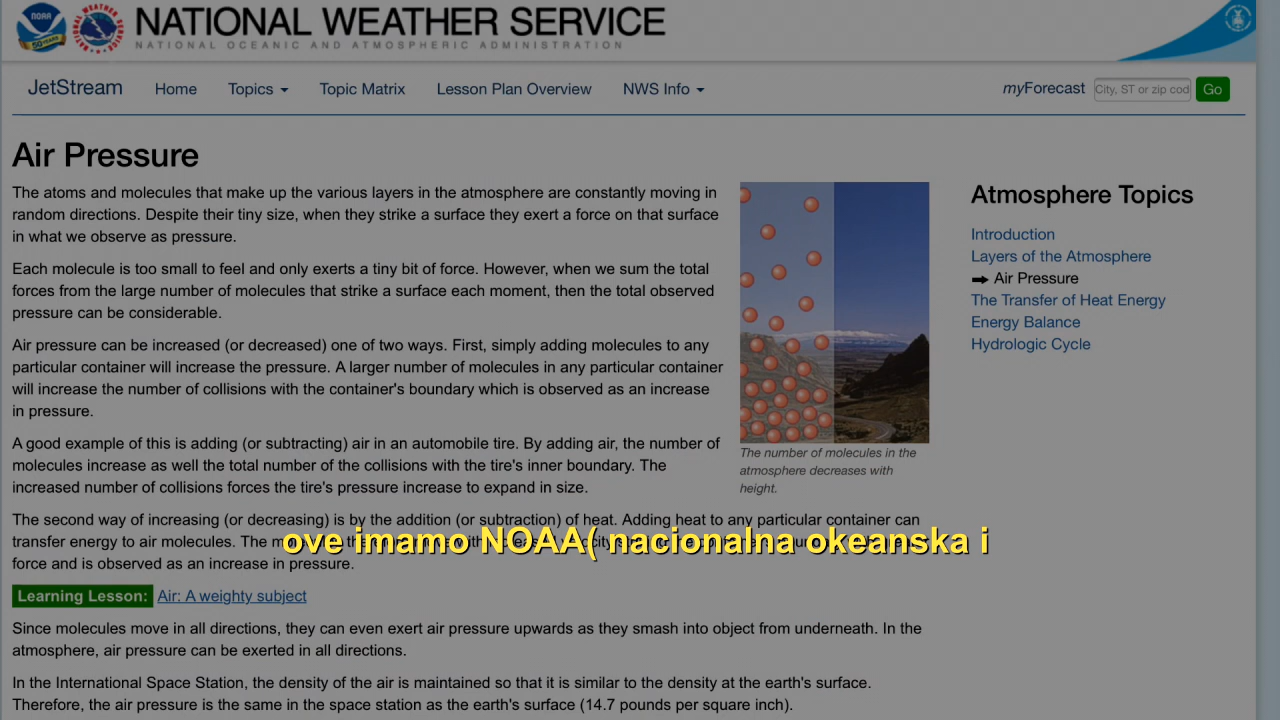 NOAA
50 YEARS
NATIONAL WEATHER SERVICE
NATIONAL OCEANIC AND ATMOSPHERIC ADMINISTRATION
JetStream Home Topics Topic Matrix Lesson Plan Overview NWS Info myForecast City, ST or zip cod Go
Air Pressure
The atoms and molecules that make up the various layers in the atmosphere are constantly moving in
random directions. Despite their tiny size, when they strike a surface they exert a force on that surface
in what we observe as pressure.
Each molecule is too small to feel and only exerts a tiny bit of force. However, when we sum the total
forces from the large number of molecules that strike a surface each moment, then the total observed
pressure can be considerable.
Air pressure can be increased (or decreased) one of two ways. First, simply adding molecules to any
particular container will increase the pressure. A larger number of molecules in any particular container
will increase the number of collisions with the container's boundary which is observed as an increase
in pressure.
A good example of this is adding (or subtracting) air in an automobile tire. By adding air, the number of
molecules increase as well the total number of the collisions with the tire's inner boundary. The
increased number of collisions forces the tire's pressure increase to expand in size.
The number of molecules in the
atmosphere decreases with
height.
The second way of increasing (or decreasing) is by the addition (or subtraction) of heat. Adding heat to any particular container can
transfer energy to air molecules. The
force and is observed as an increase in pressure.
ove imamo NOAA( nacionalna okeanska i
Learning Lesson: Air: A weighty subject
Since molecules move in all directions, they can even exert air pressure upwards as they smash into object from underneath. In the
atmosphere, air pressure can be exerted in all directions.
In the International Space Station, the density of the air is maintained so that it is similar to the density at the earth's surface.
Therefore, the air pressure is the same in the space station as the earth's surface (14.7 pounds per square inch).
Atmosphere Topics
Introduction
Layers of the Atmosphere
Air Pressure
The Transfer of Heat Energy
Energy Balance
Hydrologic Cycle